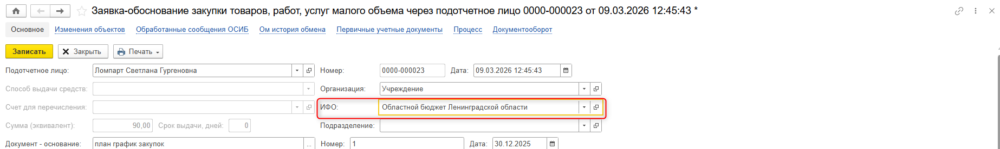 Заявка-обоснование закупки товаров, работ, услуг малого объема через подотчетное лицо 0000-000023 от 09.03.2026 12:45:43 *
Основное Изменения объектов Обработанные сообщения ОСИБ Ом история обмена Первичные учетные документы Процесс Документооборот
Записать Закрыть Печать
Подотчетное лицо: Ломпарт Светлана Гургеновна Номер: 0000-000023 Дата: 09.03.2026 12:45:43
Способ выдачи средств: Организация: Учреждение
Счет для перечисления: ИФО: Областной бюджет Ленинградской области
Сумма (эквивалент): 90,00 Срок выдачи, дней: 0 Подразделение:
Документ - основание: план график закупок ... Номер: 1 Дата: 30.12.2025